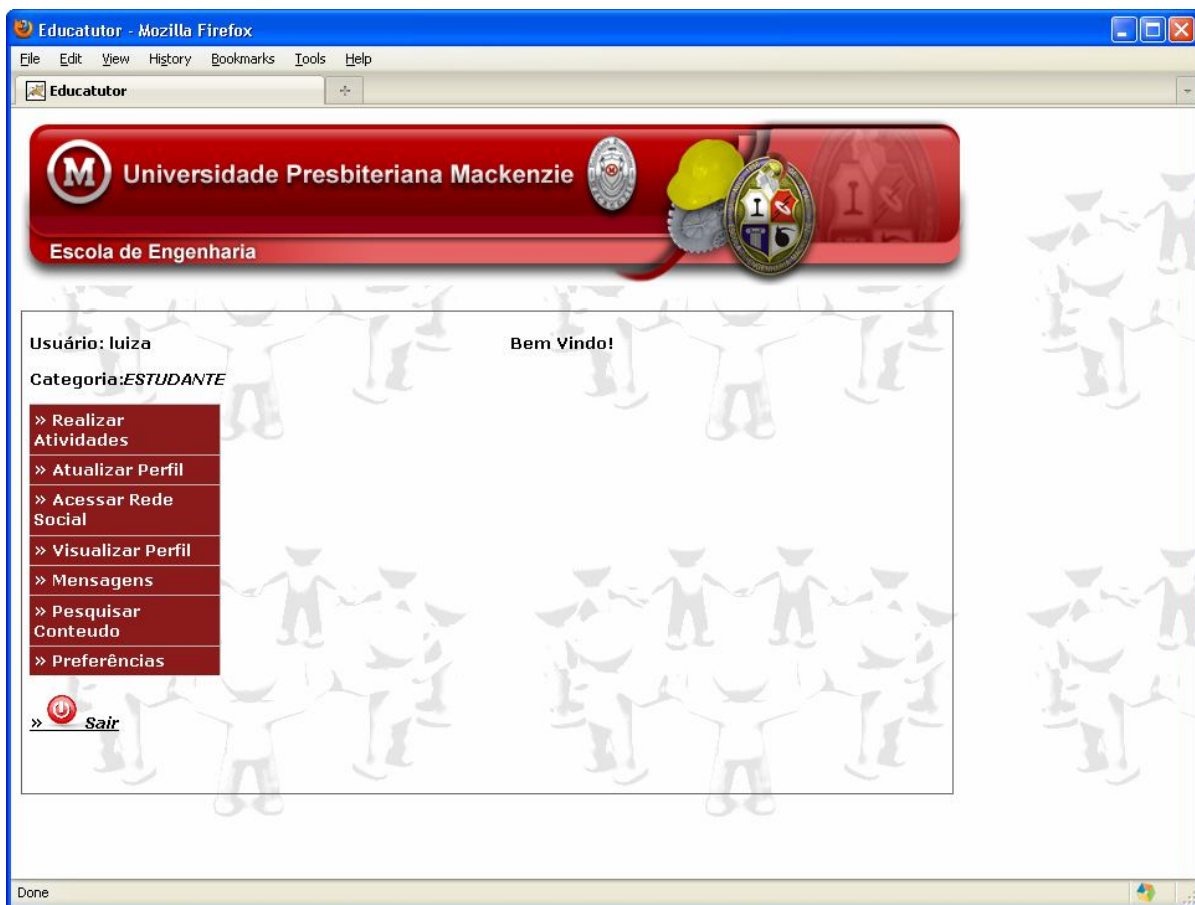 Educatutor - Mozilla Firefox
File Edit View History Bookmarks Tools Help
Educatutor
M Universidade Presbiteriana Mackenzie
Escola de Engenharia
Usuário: luiza
Bem Vindo!
Categoria:ESTUDANTE
» Realizar
Atividades
» Atualizar Perfil
» Acessar Rede
Social
» Visualizar Perfil
» Mensagens
» Pesquisar
Conteudo
» Preferências
» Sair
Done